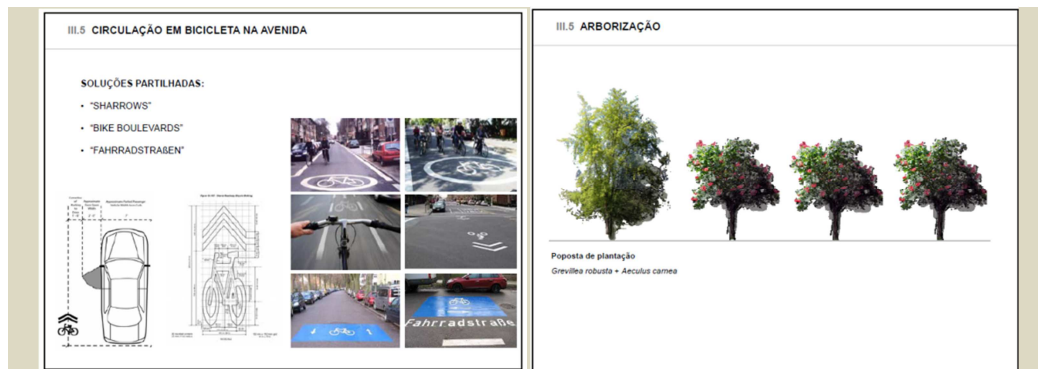 III.5 CIRCULAÇÃO EM BICICLETA NA AVENIDA
SOLUÇÕES PARTILHADAS:
• “SHARROWS”
• “BIKE BOULEVARDS”
• “FAHRRADSTRAßEN”
Fahrradstraße
III.5 ARBORIZAÇÃO
Poposta de plantação
Grevillea robusta + Aeculus carnea